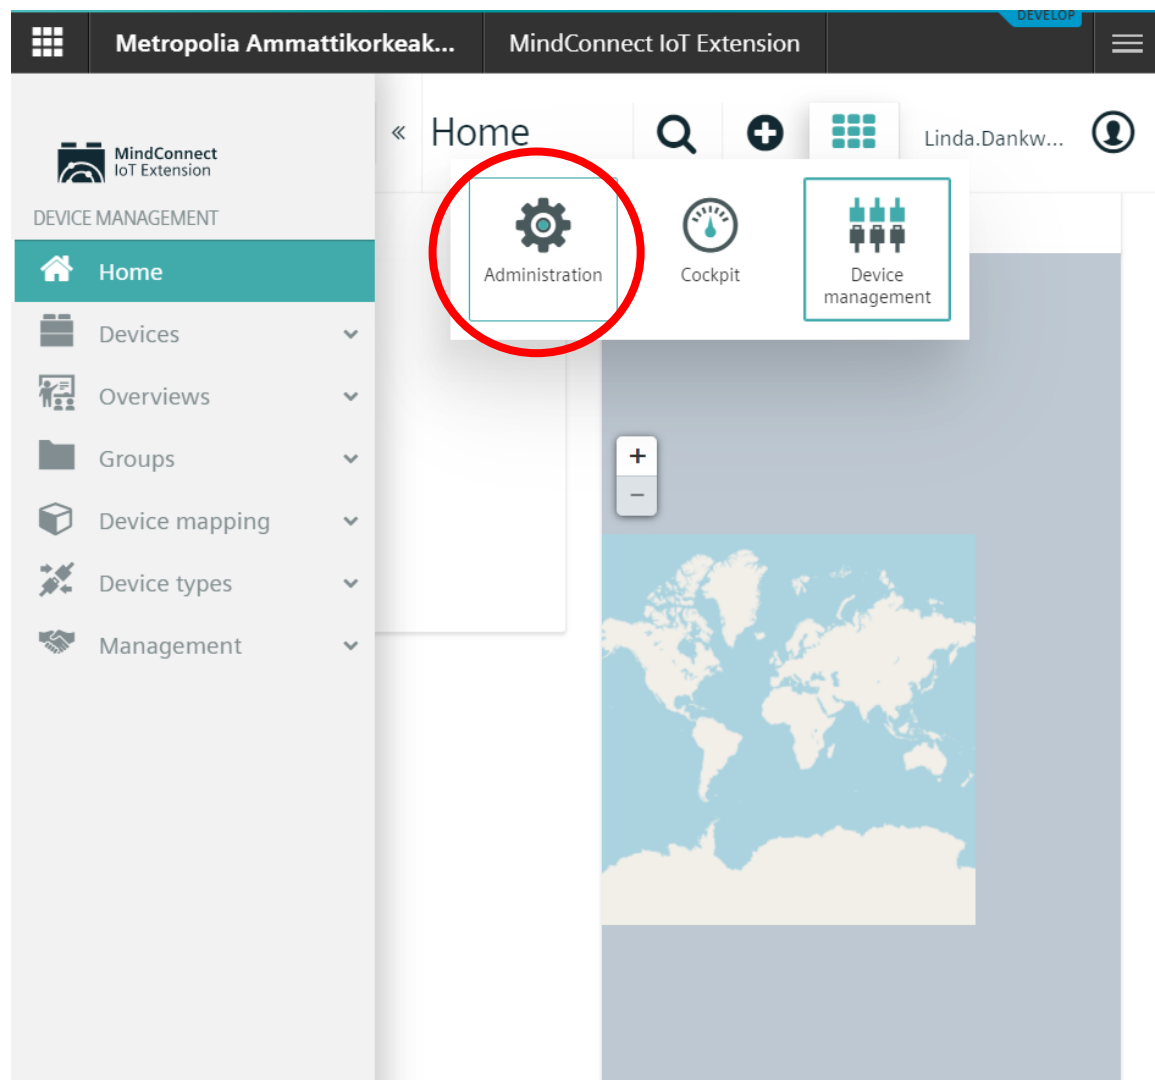 DEVELOP
Metropolia Ammattikorkeak...
MindConnect IoT Extension
MindConnect
IoT Extension
«
Home
Linda.Dankw...
DEVICE MANAGEMENT
Administration
Cockpit
Device
management
Home
Devices
Overviews
Groups
Device mapping
Device types
Management
+
−